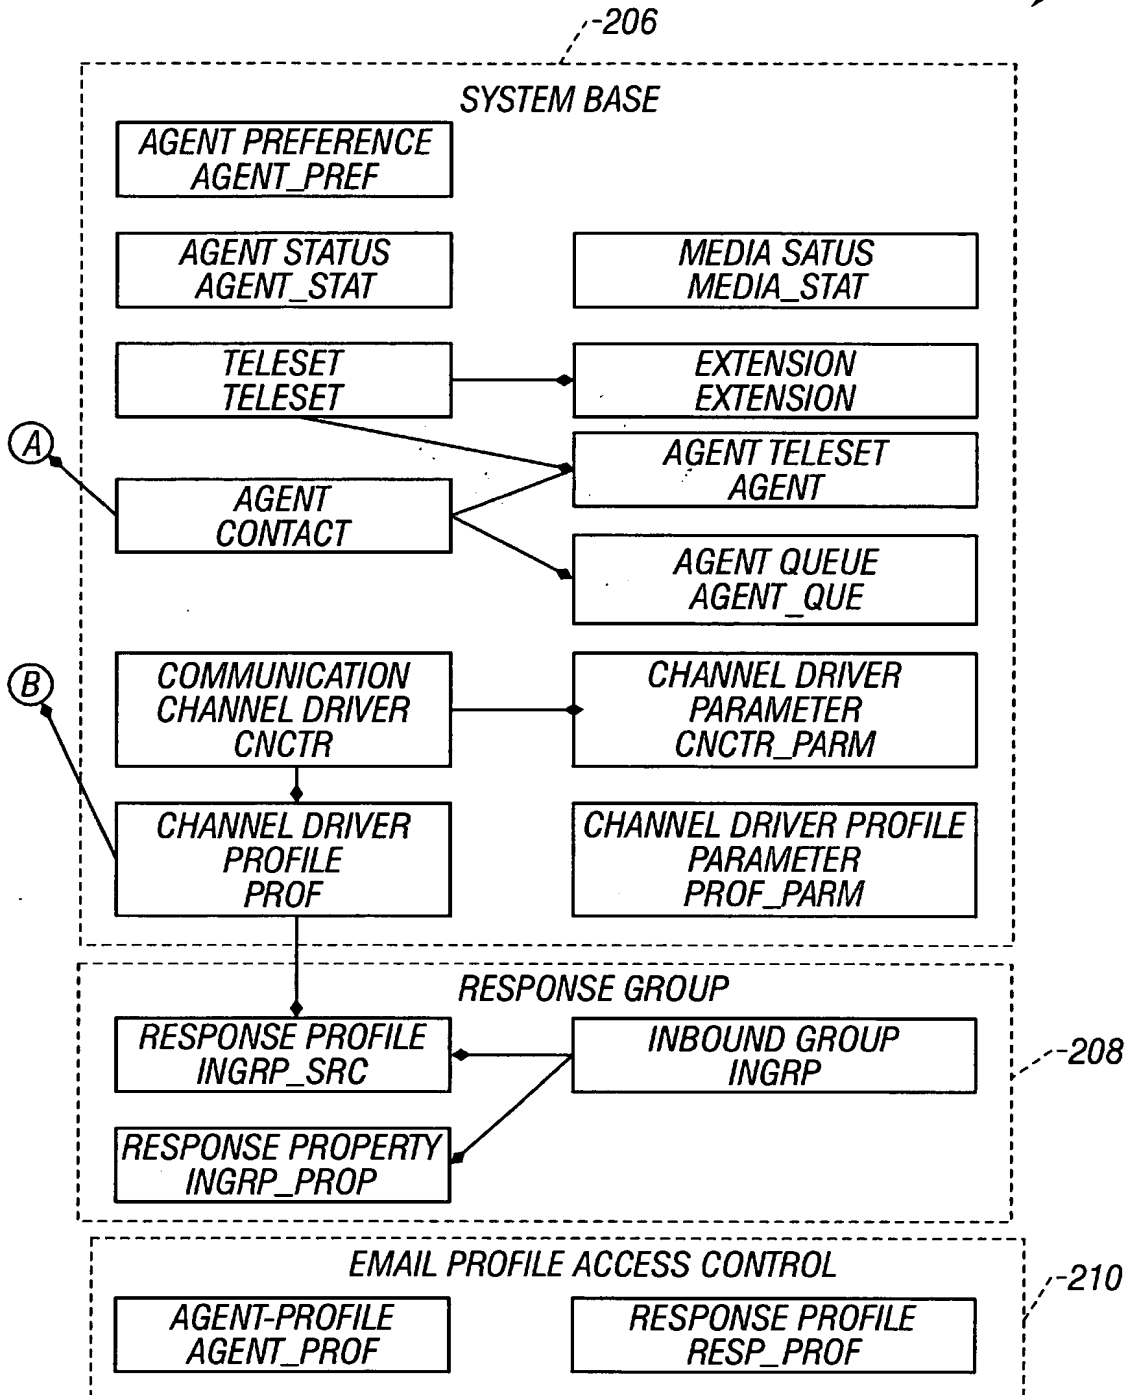 206
SYSTEM BASE
AGENT PREFERENCE
AGENT_PREF
AGENT STATUS
AGENT_STAT
MEDIA SATUS
MEDIA_STAT
TELESET
TELESET
EXTENSION
EXTENSION
A
AGENT TELESET
AGENT
AGENT
CONTACT
AGENT QUEUE
AGENT_QUE
B
COMMUNICATION
CHANNEL DRIVER
CNCTR
CHANNEL DRIVER
PARAMETER
CNCTR_PARM
CHANNEL DRIVER
PROFILE
PROF
CHANNEL DRIVER PROFILE
PARAMETER
PROF_PARM
RESPONSE GROUP
RESPONSE PROFILE
INGRP_SRC
INBOUND GROUP
INGRP
208
RESPONSE PROPERTY
INGRP_PROP
EMAIL PROFILE ACCESS CONTROL
210
AGENT-PROFILE
AGENT_PROF
RESPONSE PROFILE
RESP_PROF